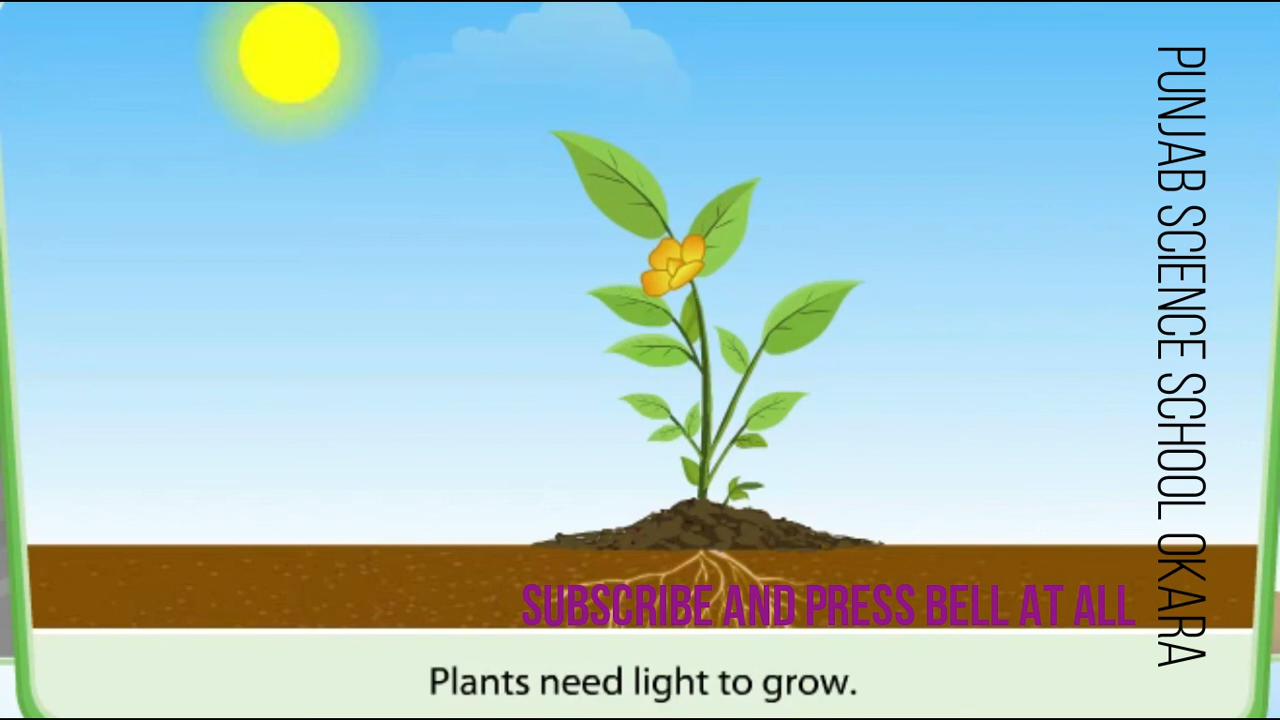 PUNJAB SCIENCE SCHOOL OKARA
SUBSCRIBE AND PRESS BELL AT ALL
Plants need light to grow.